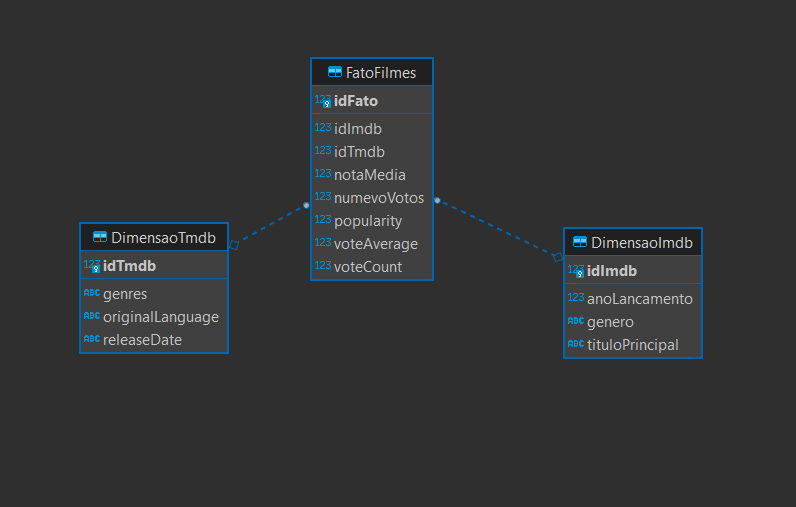 FatoFilmes
123 idFato
123 idImdb
123 idTmdb
123 notaMedia
123 numevoVotos
123 popularity
123 voteAverage
123 voteCount
DimensaoTmdb
123 idTmdb
ABC genres
ABC originalLanguage
ABC releaseDate
DimensaoImdb
123 idImdb
123 anoLancamento
ABC genero
ABC tituloPrincipal